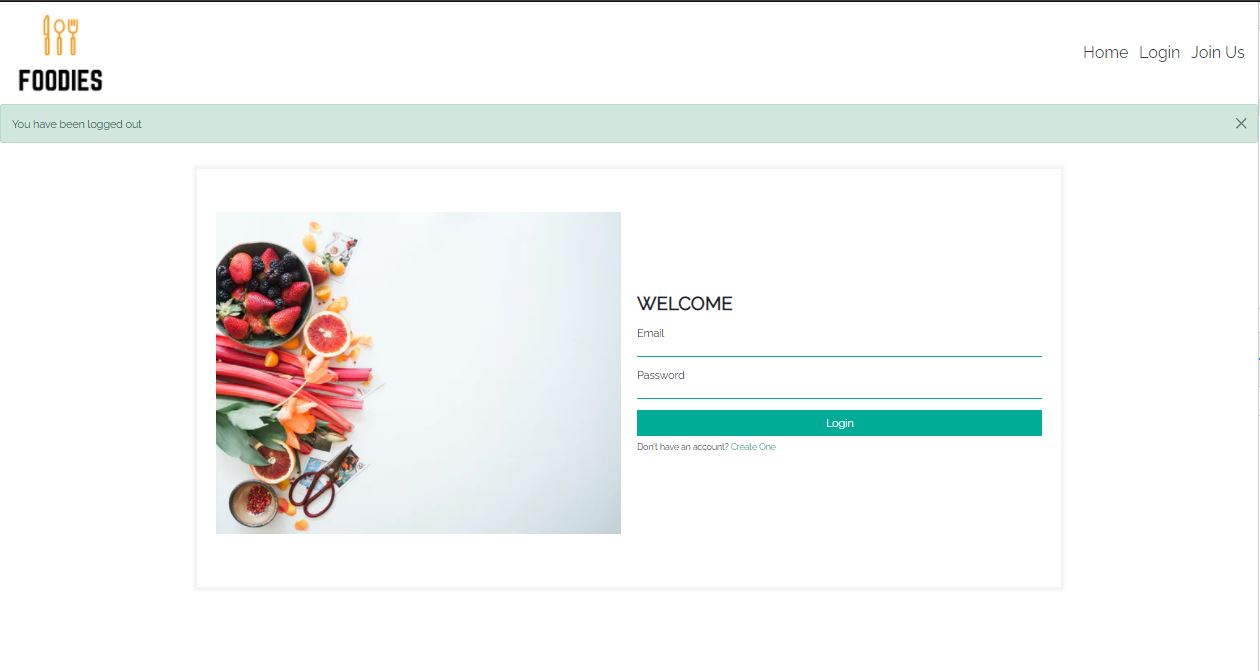 FOODIES
Home Login Join Us
You have been logged out
WELCOME
Email
Password
Login
Don't have an account? Create One